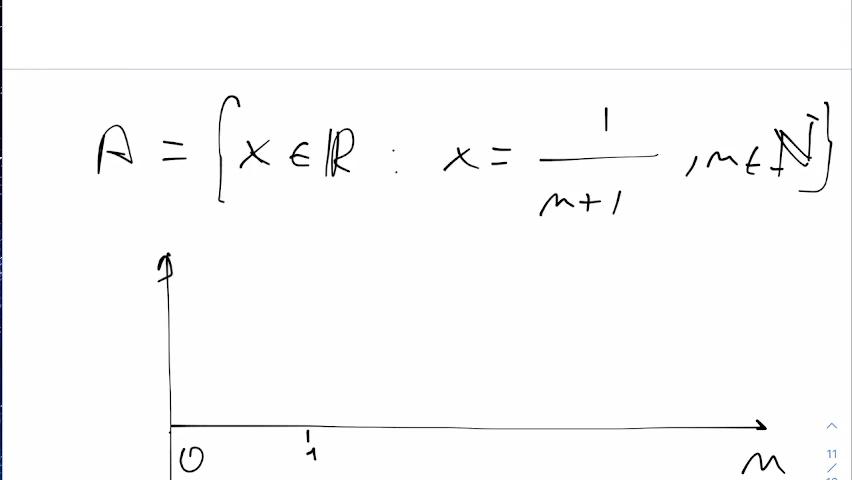 A = {x ∈ ℝ : x = 1/(n+1), n ∈ ℕ}
0 1 n
11
/